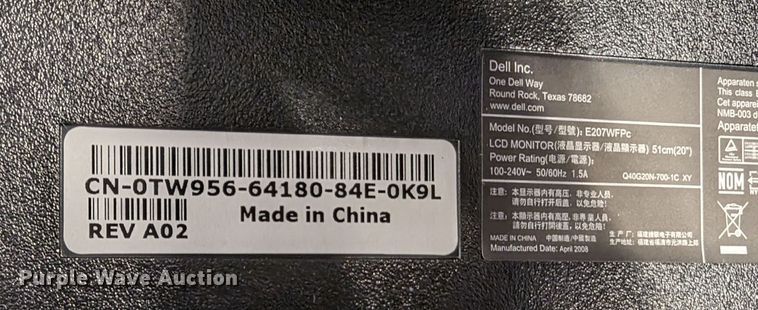 CN-0TW956-64180-84E-0K9L
Made in China
REV A02
Dell Inc.
One Dell Way
Round Rock, Texas 78682
www.dell.com
Model No.(型号/型號): E207WFPc
LCD MONITOR(液晶显示器/液晶顯示器) 51cm(20")
Power Rating(电源/電源):
100-240V~ 50/60Hz 1.5A
Q40G20N-700-1C XY
注意: 本显示器内有高压, 非专业人员,
请勿自行打开后盖, 以免危险!
注意: 本顯示器內有高壓, 非專業人員,
請勿自行打開後蓋, 以免危險!
MADE IN CHINA 中国制造/中國製造
Manufactured Date: April 2008
Apparaten s
This class B
Cet apparei
NMB-003 d
Apparatet
NOM
Purple Wave Auction